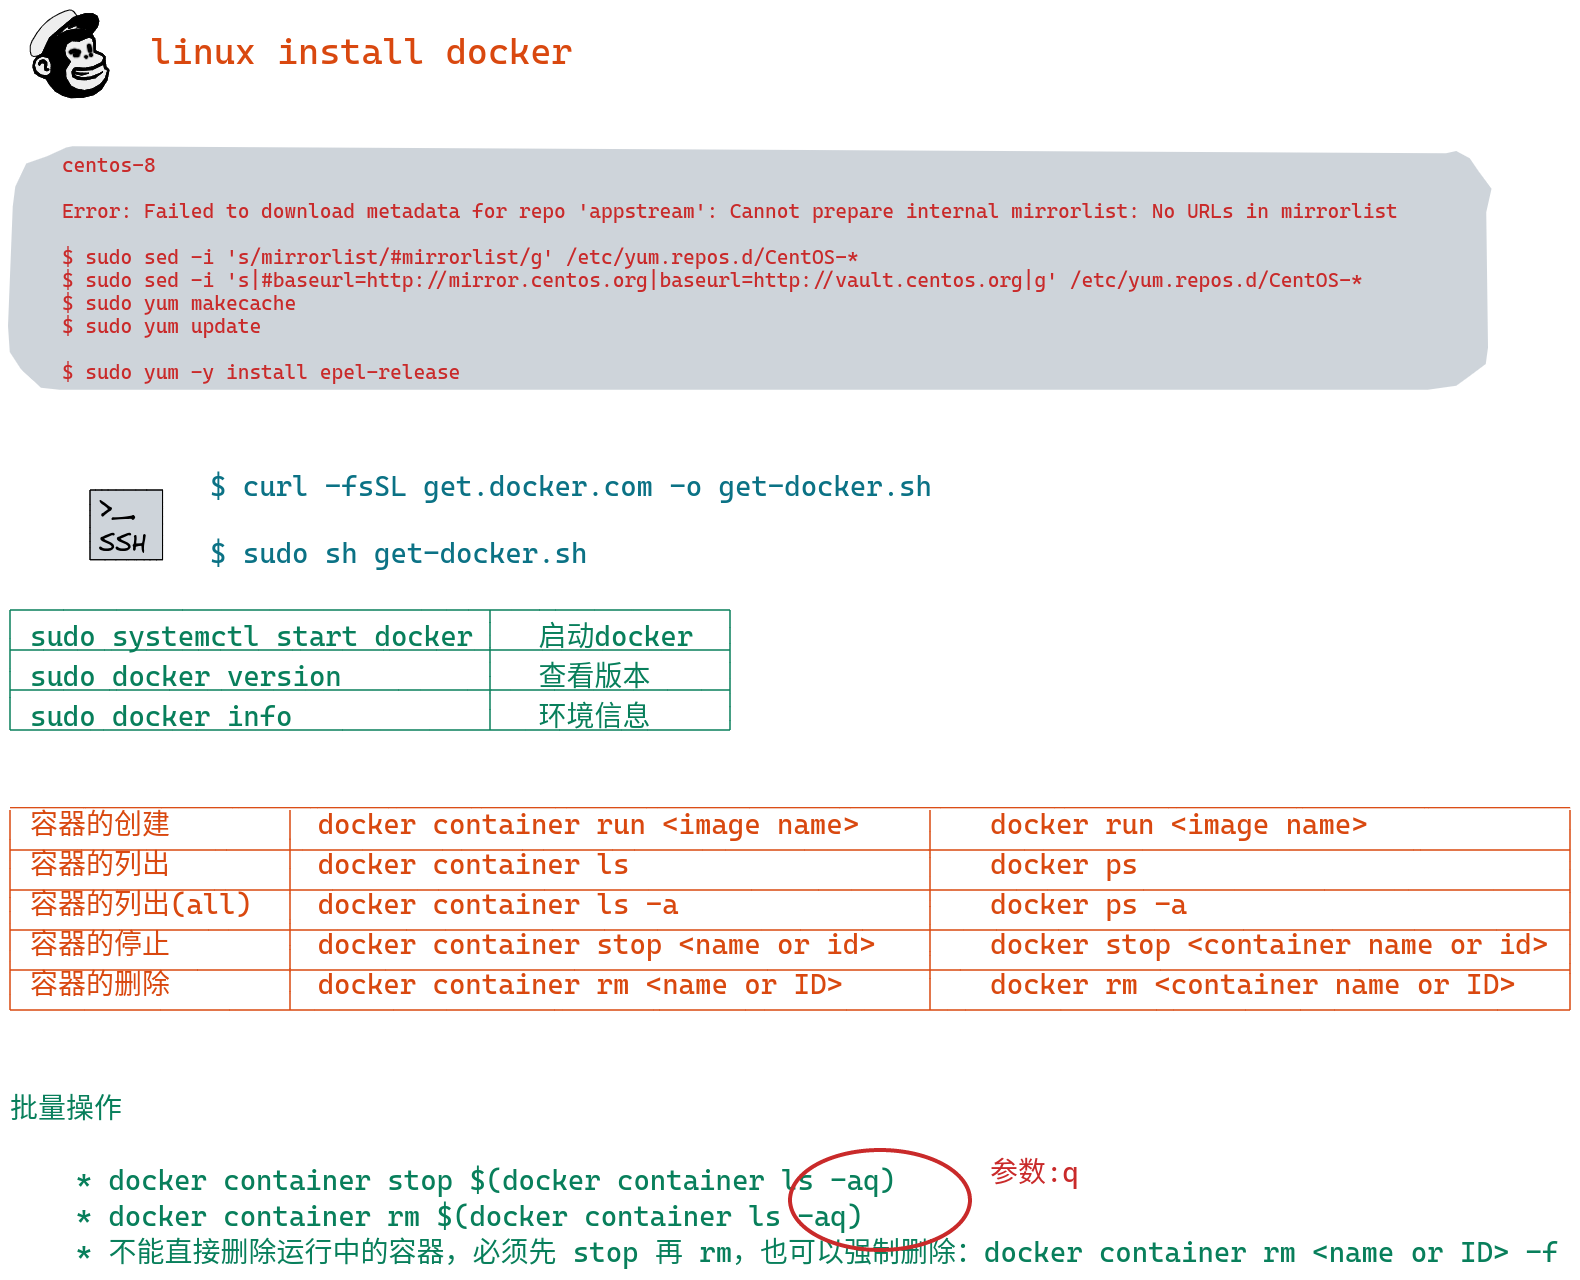 linux install docker
centos-8
Error: Failed to download metadata for repo 'appstream': Cannot prepare internal mirrorlist: No URLs in mirrorlist
$ sudo sed -i 's/mirrorlist/#mirrorlist/g' /etc/yum.repos.d/CentOS-*
$ sudo sed -i 's|#baseurl=http://mirror.centos.org|baseurl=http://vault.centos.org|g' /etc/yum.repos.d/CentOS-*
$ sudo yum makecache
$ sudo yum update
$ sudo yum -y install epel-release
>_
SSH
$ curl -fsSL get.docker.com -o get-docker.sh
$ sudo sh get-docker.sh
sudo systemctl start docker 启动docker
sudo docker version 查看版本
sudo docker info 环境信息
容器的创建 docker container run <image name> docker run <image name>
容器的列出 docker container ls docker ps
容器的列出(all) docker container ls -a docker ps -a
容器的停止 docker container stop <name or id> docker stop <container name or id>
容器的删除 docker container rm <name or ID> docker rm <container name or ID>
批量操作
* docker container stop $(docker container ls -aq) 参数:q
* docker container rm $(docker container ls -aq)
* 不能直接删除运行中的容器，必须先 stop 再 rm，也可以强制删除：docker container rm <name or ID> -f